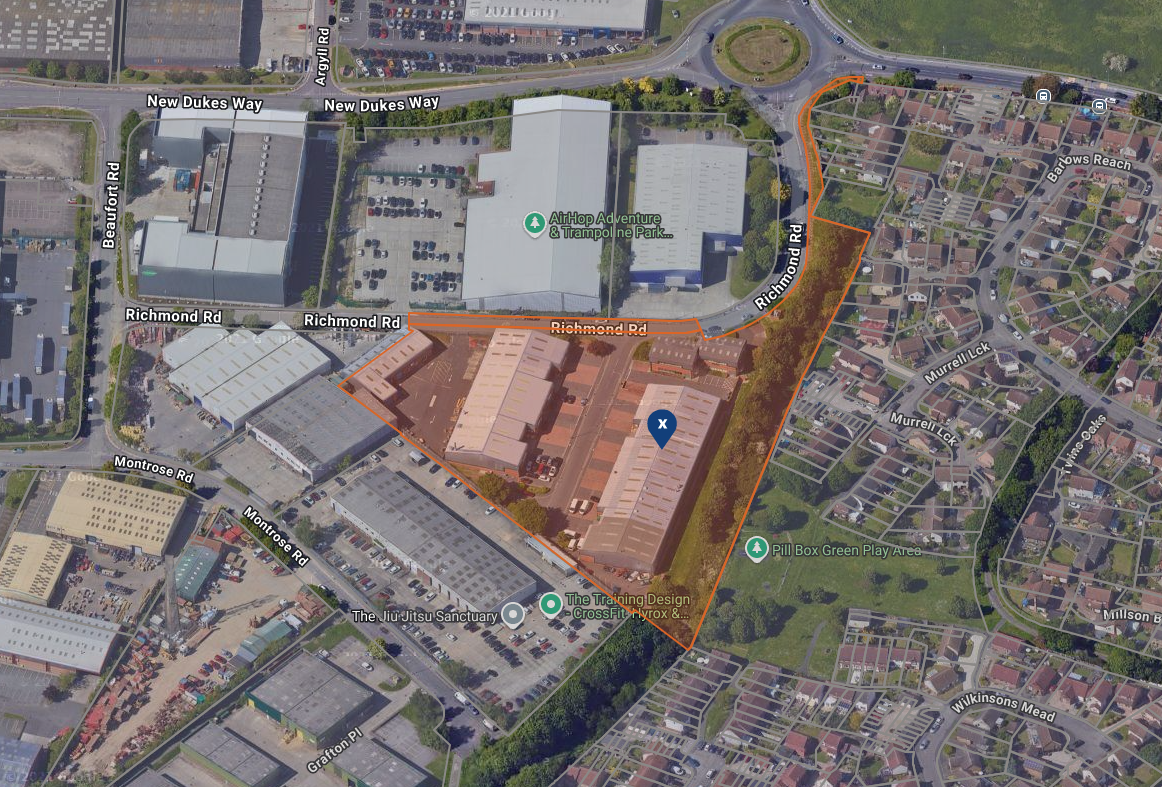 Argyll Rd
New Dukes Way
New Dukes Way
Barlows Reach
Beaufort Rd
AirHop Adventure
& Trampoline Park...
Richmond Rd
Richmond Rd
Richmond Rd
Richmond Rd
Murrell Lck
X
Murrell Lck
Twins Oaks
Montrose Rd
Montrose Rd
Pill Box Green Play Area
The Training Design
- CrossFit, Hyrox &...
The Jiu Jitsu Sanctuary
Millson B
Wilkinsons Mead
Grafton Pl